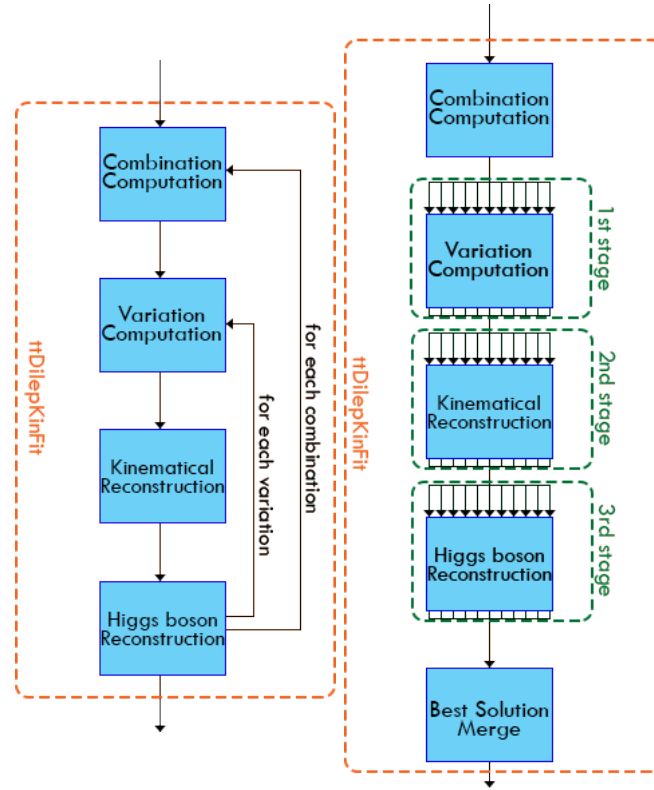 Combination
Computation
Variation
Computation
Kinematical
Reconstruction
Higgs boson
Reconstruction
for each variation
for each combination
ttDilepKinFit
Combination
Computation
Variation
Computation
1st stage
Kinematical
Reconstruction
2nd stage
Higgs boson
Reconstruction
3rd stage
Best Solution
Merge
ttDilepKinFit